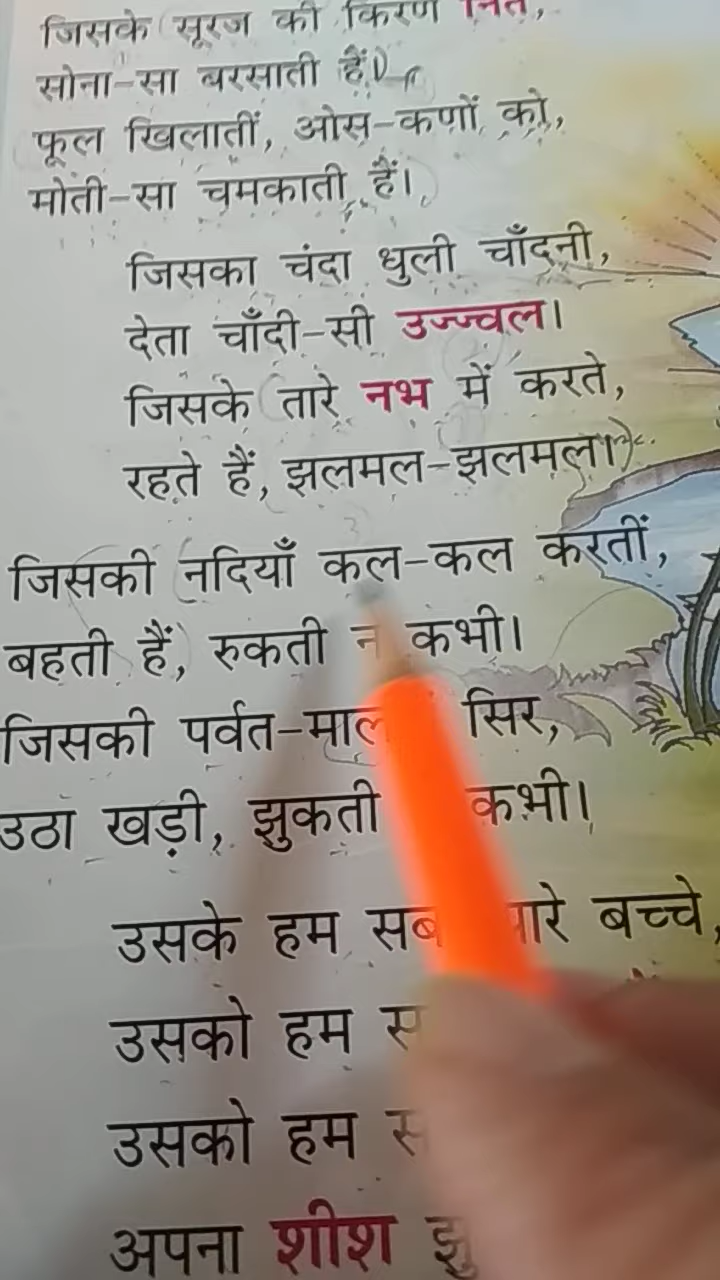 जिसके सूरज की किरणें नित,
सोना-सा बरसाती हैं।
फूल खिलातीं, ओस-कणों को,
मोती-सा चमकाती हैं।
जिसका चंदा धुली चाँदनी,
देता चाँदी-सी उज्ज्वल।
जिसके तारे नभ में करते,
रहते हैं, झलमल-झलमल।
जिसकी नदियाँ कल-कल करतीं,
बहती हैं, रुकती न कभी।
जिसकी पर्वत-माल सिर,
उठा खड़ी, झुकती कभी।
उसके हम सब बच्चे,
उसको हम
उसको हम
अपना शीश